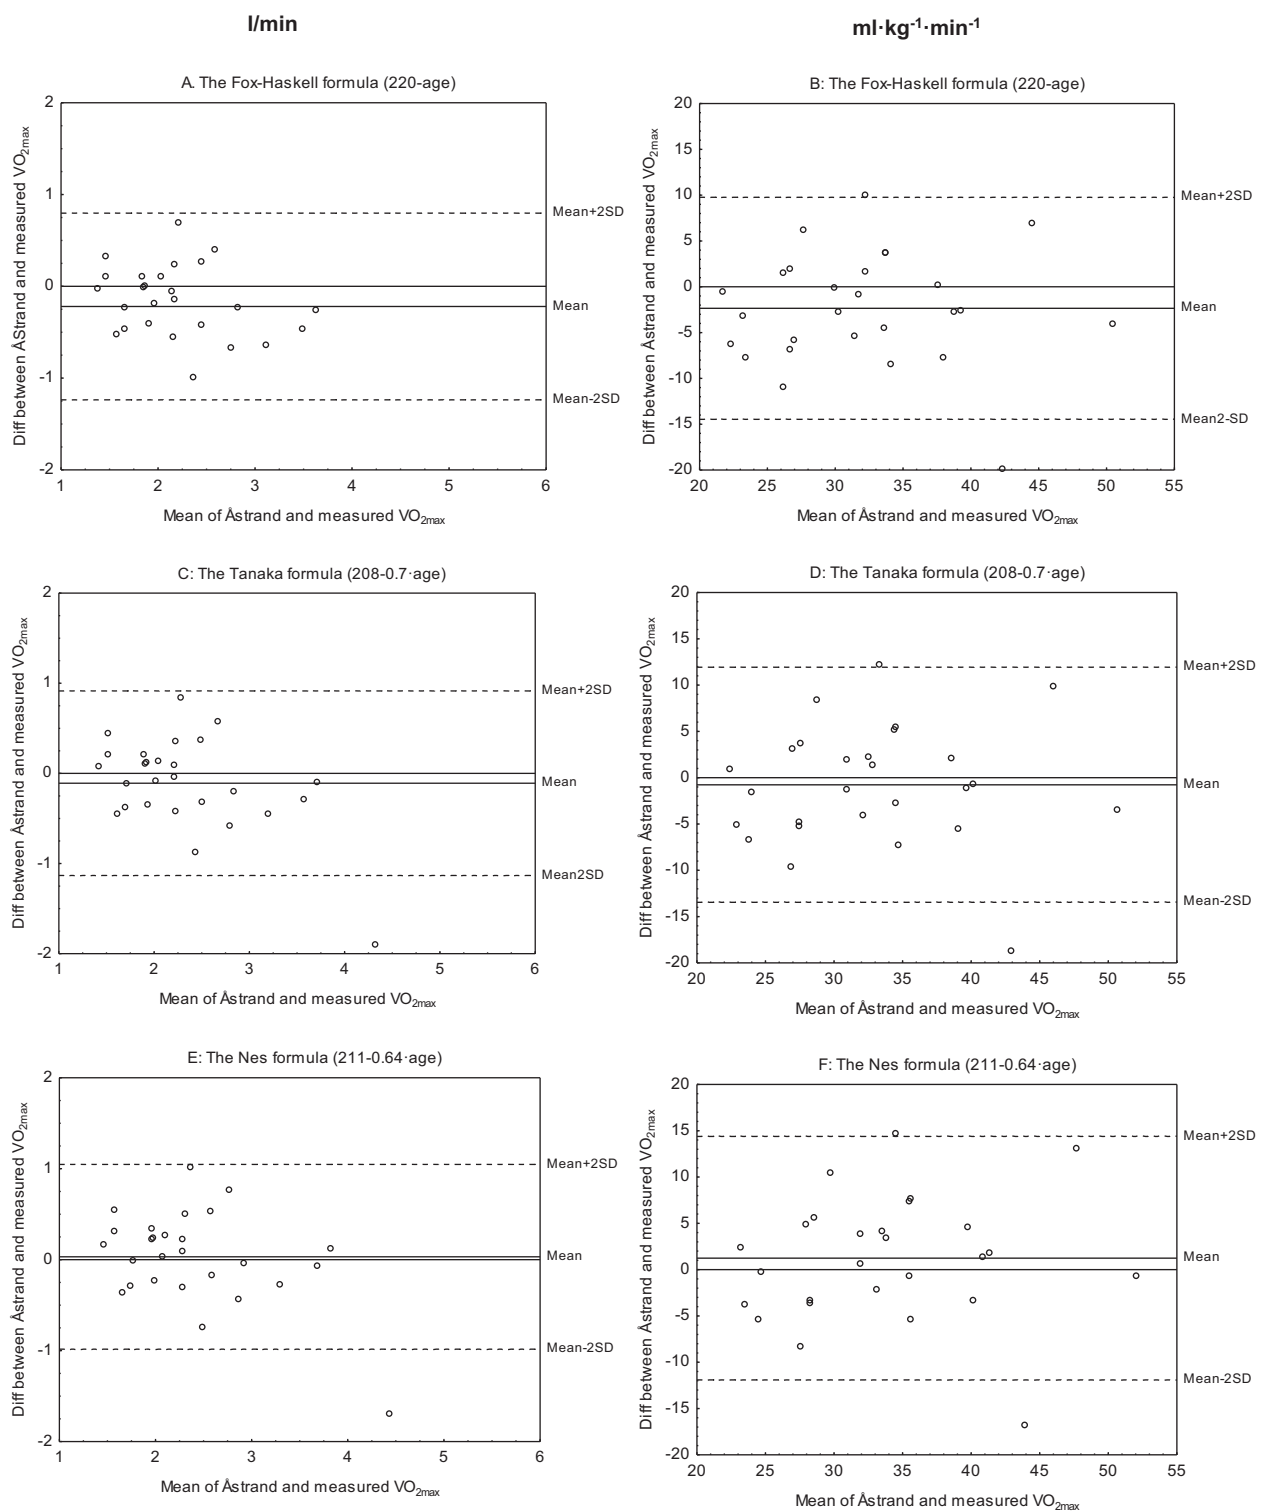 l/min
ml·kg⁻¹·min⁻¹
A. The Fox-Haskell formula (220-age)
Diff between ÅStrand and measured VO₂max
2
1
0
-1
-2
Mean+2SD
Mean
Mean-2SD
1 2 3 4 5 6
Mean of Åstrand and measured VO₂max
B: The Fox-Haskell formula (220-age)
Diff between Åstrand and measured VO₂max
20
15
10
5
0
-5
-10
-15
-20
Mean+2SD
Mean
Mean2-SD
20 25 30 35 40 45 50 55
Mean of Åstrand and measured VO₂max
C: The Tanaka formula (208-0.7·age)
Diff between Åstrand and measured VO₂max
2
1
0
-1
-2
Mean+2SD
Mean
Mean2SD
1 2 3 4 5 6
Mean of Åstrand and measured VO₂max
D: The Tanaka formula (208-0.7·age)
Diff between Åstrand and measured VO₂max
20
15
10
5
0
-5
-10
-15
-20
Mean+2SD
Mean
Mean-2SD
20 25 30 35 40 45 50 55
Mean of Åstrand and measured VO₂max
E: The Nes formula (211-0.64·age)
Diff between Åstrand and measured VO₂max
2
1
0
-1
-2
Mean+2SD
Mean
Mean-2SD
1 2 3 4 5 6
Mean of Åstrand and measured VO₂max
F: The Nes formula (211-0.64·age)
Diff between Åstrand and measured VO₂max
20
15
10
5
0
-5
-10
-15
-20
Mean+2SD
Mean
Mean-2SD
20 25 30 35 40 45 50 55
Mean of Åstrand and measured VO₂max